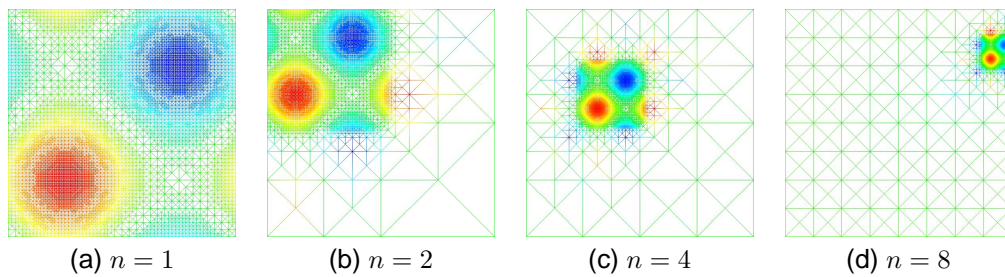 (a) n = 1 (b) n = 2 (c) n = 4 (d) n = 8